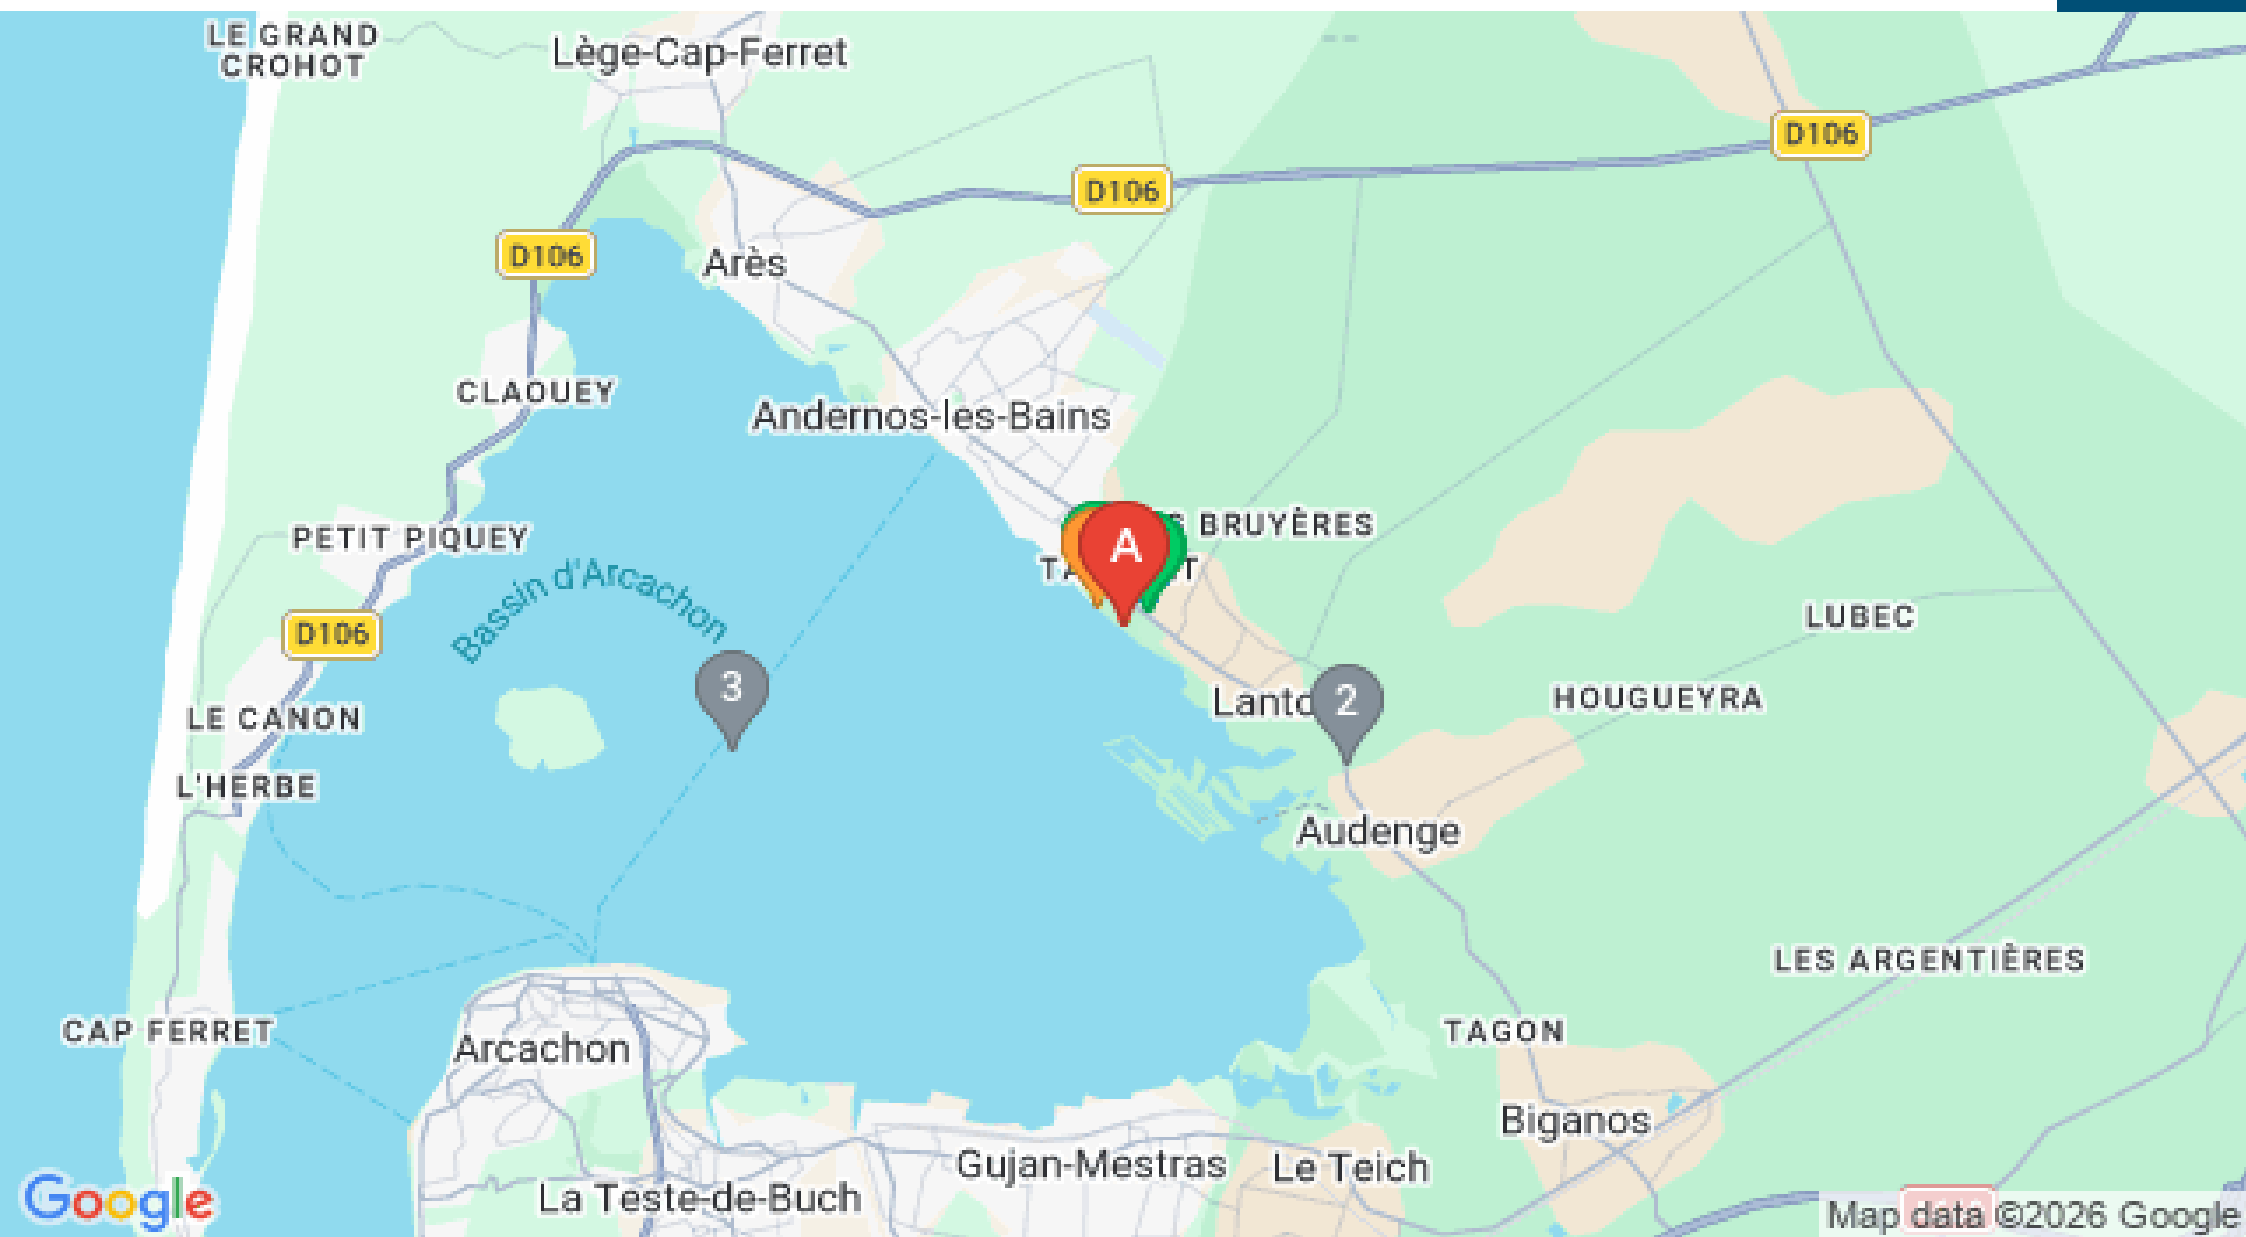 LE GRAND
CROHOT
Lège-Cap-Ferret
D106
D106
D106
Arès
CLAOUEY
Andernos-les-Bains
PETIT PIQUEY
BRUYÈRES
A
Bassin d'Arcachon
D106
LUBEC
3
2
LE CANON
HOUGUEYRA
L'HERBE
Audenge
LES ARGENTIÈRES
CAP FERRET
Arcachon
TAGON
Biganos
Gujan-Mestras
Le Teich
La Teste-de-Buch
Google
Map data ©2026 Google